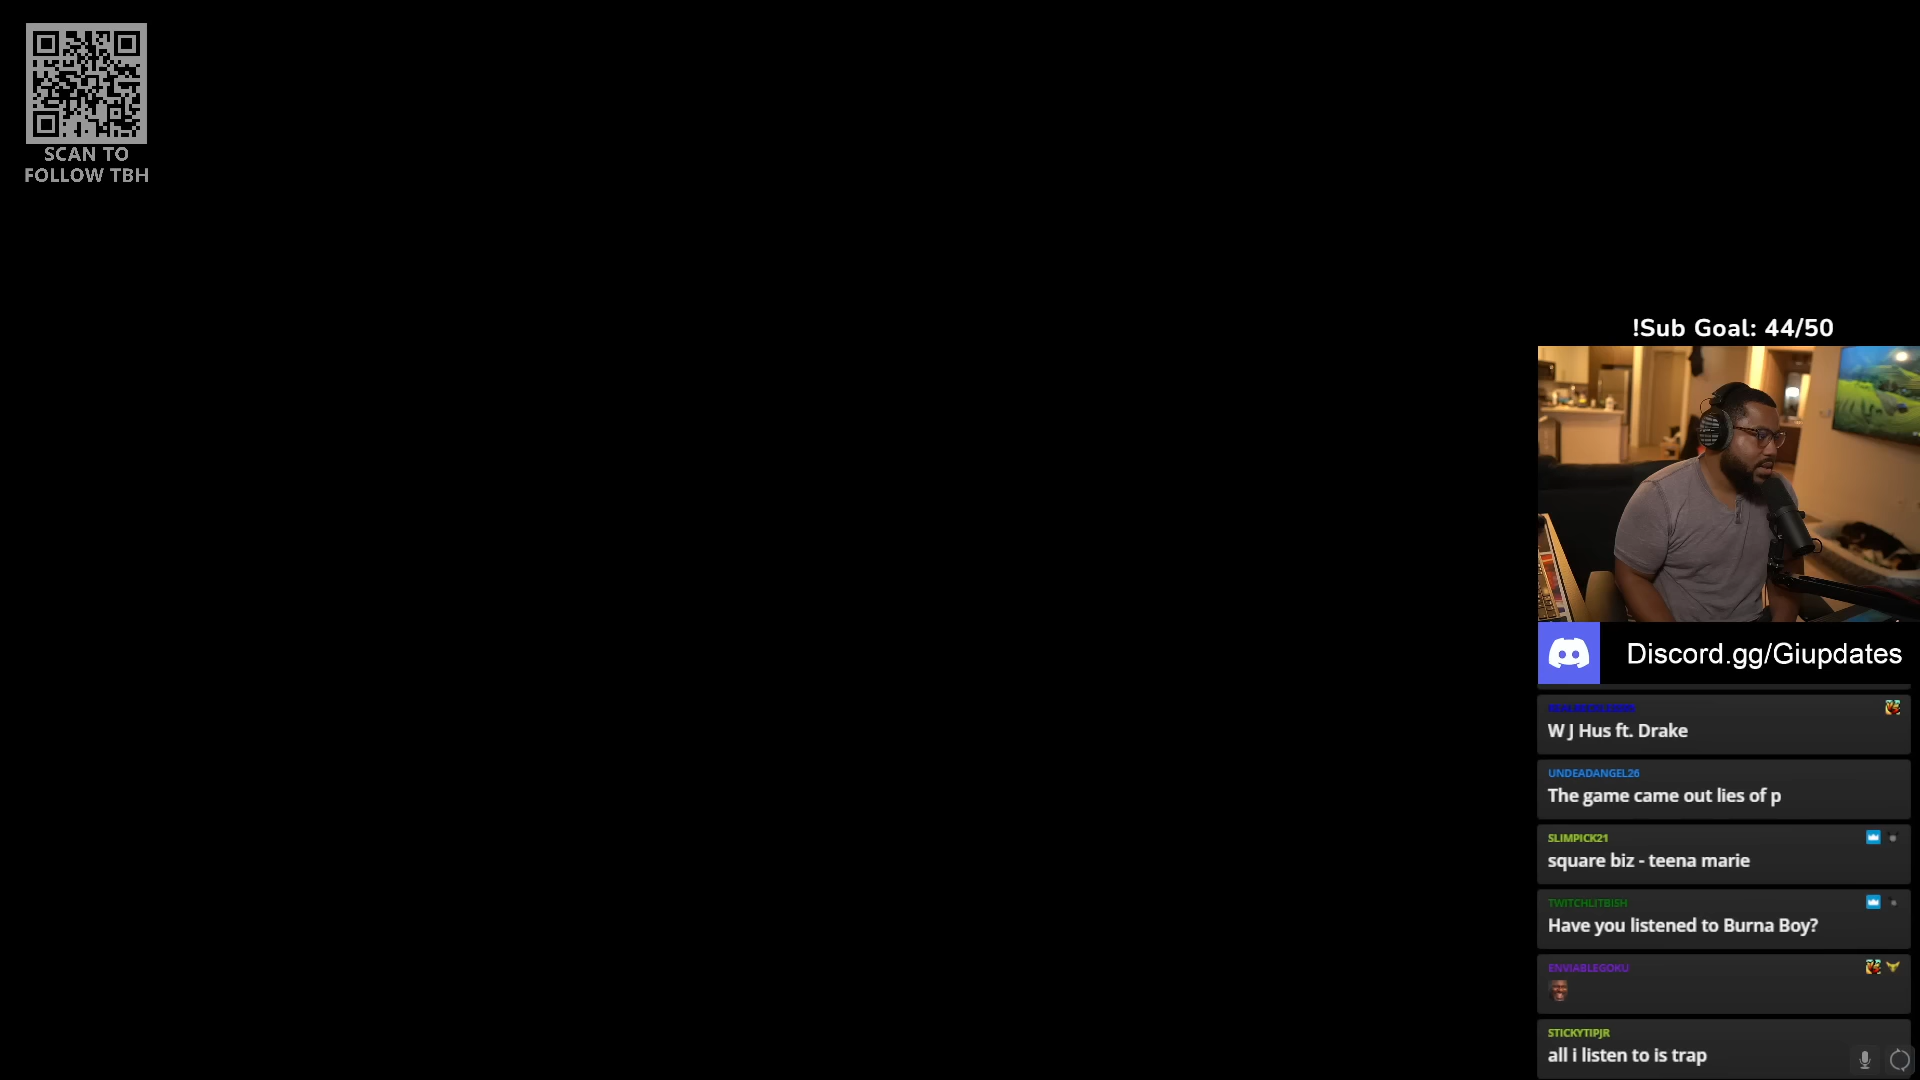 SCAN TO
FOLLOW TBH
!Sub Goal: 44/50
Discord.gg/Giupdates
W J Hus ft. Drake
UNDEADANGEL26
The game came out lies of p
SLIMPICK21
square biz - teena marie
TWITCHLITBISH
Have you listened to Burna Boy?
ENVIABLEGOKU
STICKYTIPJR
all i listen to is trap